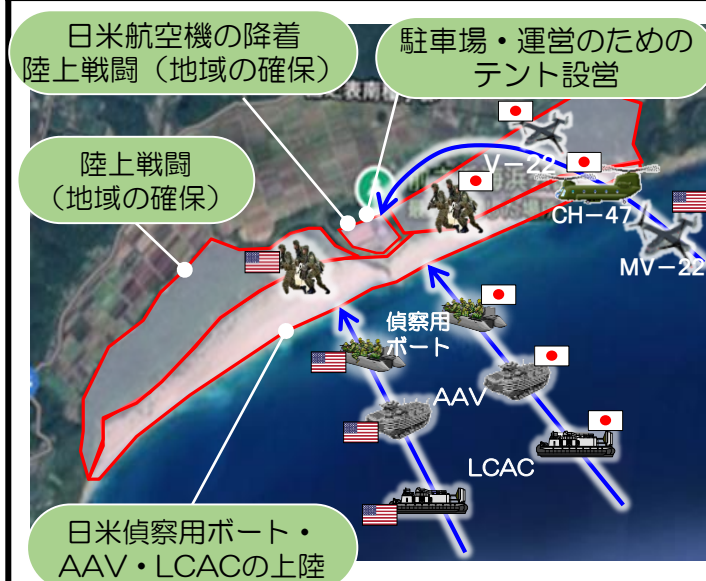 日米航空機の降着
陸上戦闘（地域の確保）
駐車場・運営のための
テント設営
陸上戦闘
（地域の確保）
V－22
CH－47
MV－22
偵察用
ボート
AAV
LCAC
日米偵察用ボート・
AAV・LCACの上陸